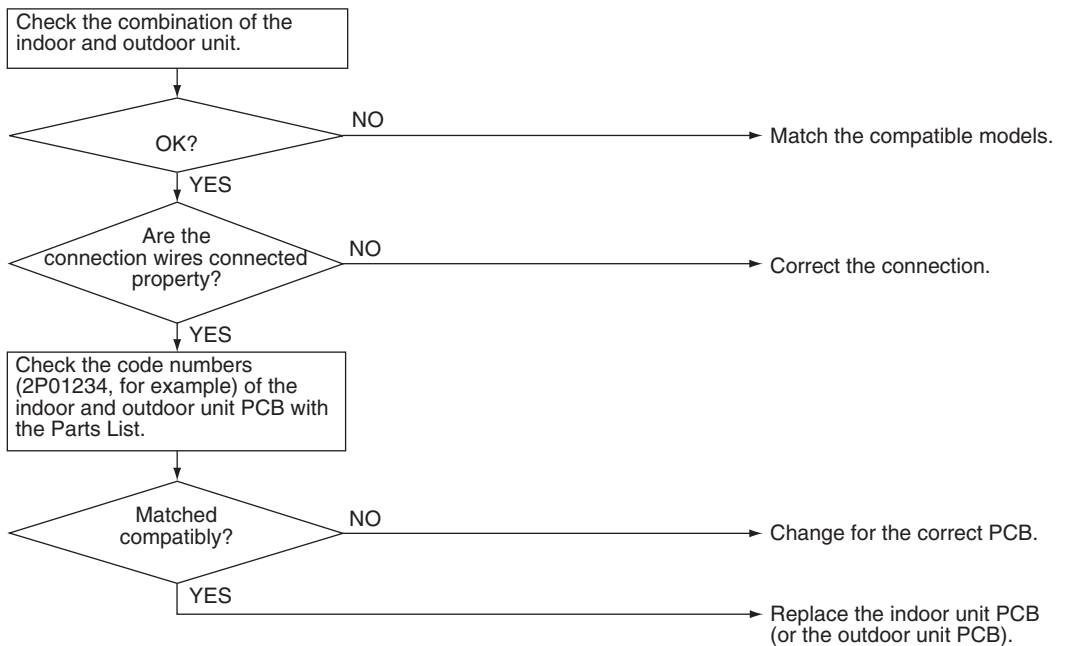 Check the combination of the
indoor and outdoor unit.
OK?
NO
Match the compatible models.
YES
Are the
connection wires connected
property?
NO
Correct the connection.
YES
Check the code numbers
(2P01234, for example) of the
indoor and outdoor unit PCB with
the Parts List.
Matched
compatibly?
NO
Change for the correct PCB.
YES
Replace the indoor unit PCB
(or the outdoor unit PCB).